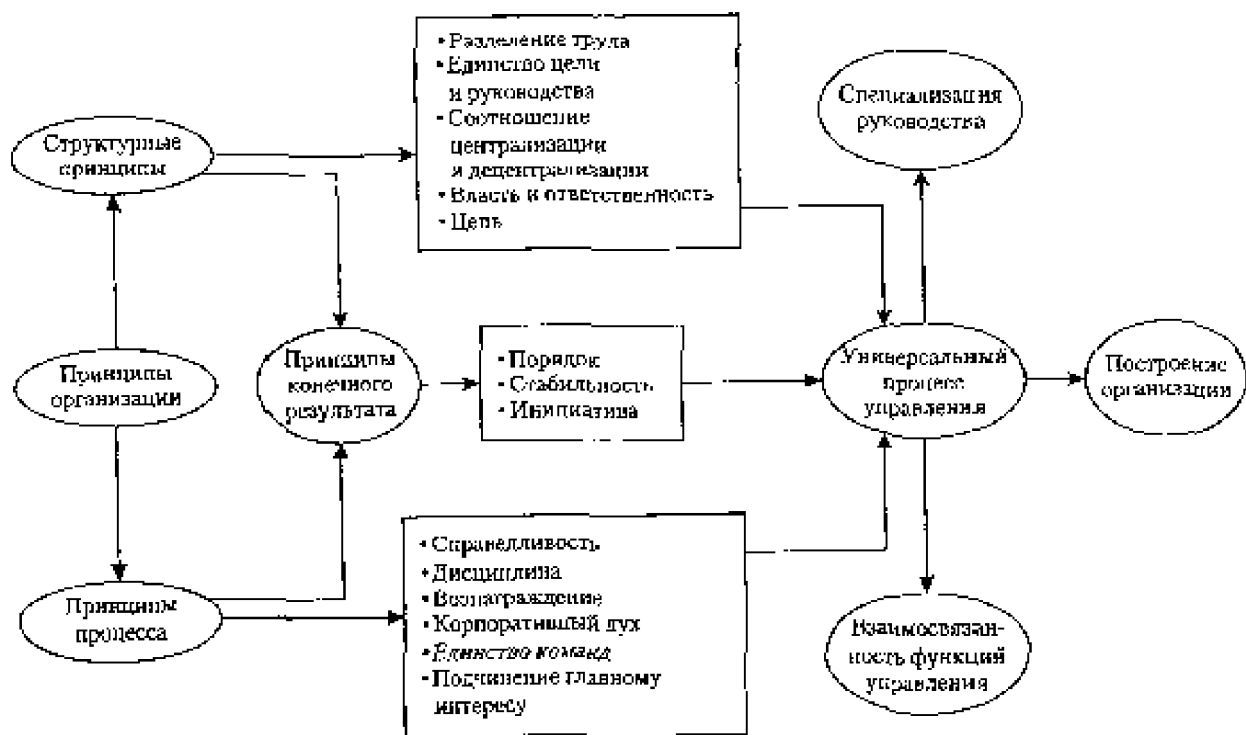 • Разделение труда
• Единство цели
и руководства
• Соотношение
централизации
и децентрализации
• Власть и ответственность
• Цепь
Специализация
руководства
Структурные
принципы
Принципы
организации
Принципы
конечного
результата
• Порядок
• Стабильность
• Инициатива
Универсальный
процесс
управления
Построение
организации
Принципы
процесса
• Справедливость
• Дисциплина
• Вознаграждение
• Корпоративный дух
• Единство команд
• Подчинение главному
интересу
Взаимосвязан-
ность функций
управления